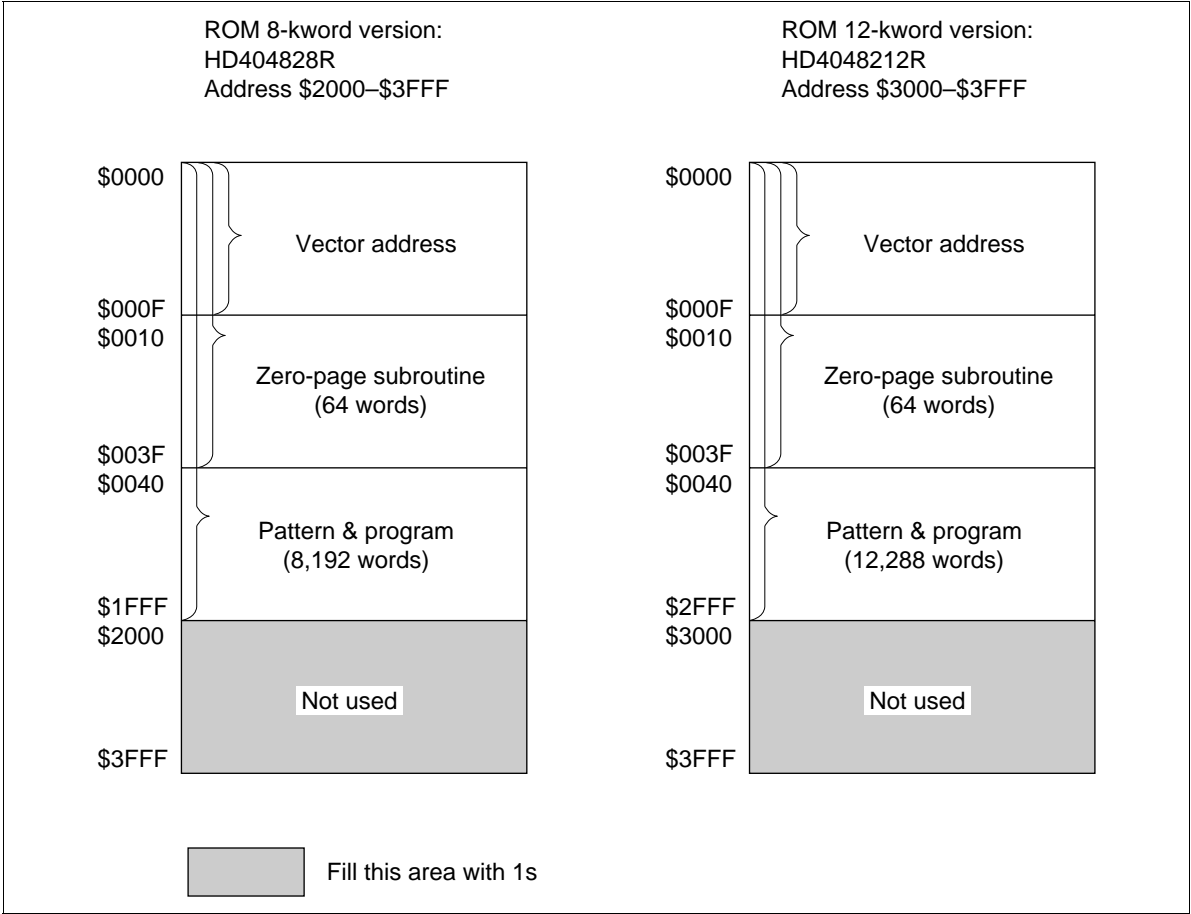 ROM 8-kword version:
HD404828R
Address $2000–$3FFF
$0000
Vector address
$000F
$0010
Zero-page subroutine
(64 words)
$003F
$0040
Pattern & program
(8,192 words)
$1FFF
$2000
Not used
$3FFF
ROM 12-kword version:
HD4048212R
Address $3000–$3FFF
$0000
Vector address
$000F
$0010
Zero-page subroutine
(64 words)
$003F
$0040
Pattern & program
(12,288 words)
$2FFF
$3000
Not used
$3FFF
Fill this area with 1s